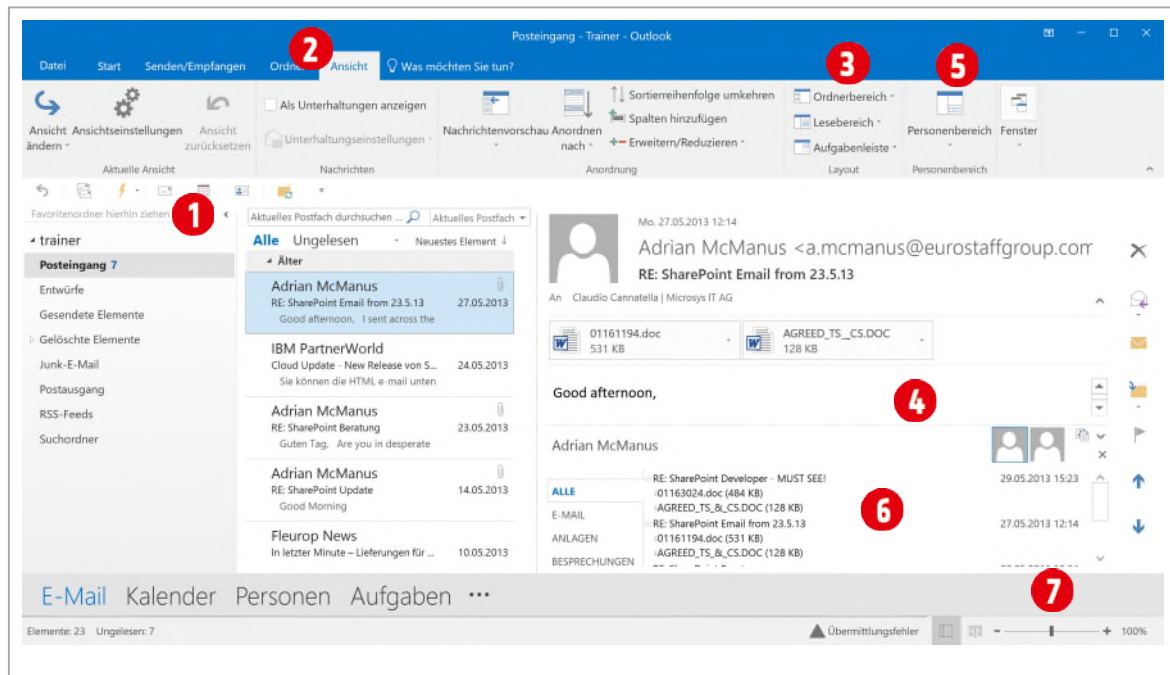 Posteingang - Trainer - Outlook
2
Datei Start Senden/Empfangen Ordner Ansicht Was möchten Sie tun?
3 5
Ansicht ändern Ansichtseinstellungen Ansicht zurücksetzen
Aktuelle Ansicht
Als Unterhaltungen anzeigen
Unterhaltungseinstellungen
Nachrichten
Nachrichtenvorschau Anordnen nach
Sortierreihenfolge umkehren
Spalten hinzufügen
Erweitern/Reduzieren
Anordnung
Ordnerbereich
Lesebereich
Aufgabenleiste
Layout
Personenbereich
Personenbereich
Fenster
Favoritenordner hierhin ziehen
1
trainer
Posteingang 7
Entwürfe
Gesendete Elemente
Gelöschte Elemente
Junk-E-Mail
Postausgang
RSS-Feeds
Suchordner
Aktuelles Postfach durchsuchen ... Aktuelles Postfach
Alle Ungelesen Neuestes Element ↓
Älter
Adrian McManus
RE: SharePoint Email from 23.5.13 27.05.2013
Good afternoon, I sent across the
IBM PartnerWorld
Cloud Update - New Release von S... 24.05.2013
Sie können die HTML e-mail unten
Adrian McManus
RE: SharePoint Beratung 23.05.2013
Guten Tag, Are you in desperate
Adrian McManus
RE: SharePoint Update 14.05.2013
Good Morning
Fleurop News
In letzter Minute – Lieferungen für ... 10.05.2013
Mo. 27.05.2013 12:14
Adrian McManus <a.mcmanus@eurostaffgroup.com
RE: SharePoint Email from 23.5.13
An Claudio Cannatella | Microsys IT AG
01161194.doc
531 KB
AGREED_TS_CS.DOC
128 KB
Good afternoon,
4
Adrian McManus
ALLE
E-MAIL
ANLAGEN
BESPRECHUNGEN
RE: SharePoint Developer - MUST SEE! 29.05.2013 15:23
01163024.doc (484 KB)
AGREED_TS_&_CS.DOC (128 KB)
6
RE: SharePoint Email from 23.5.13 27.05.2013 12:14
01161194.doc (531 KB)
AGREED_TS_&_CS.DOC (128 KB)
7
E-Mail Kalender Personen Aufgaben •••
Elemente: 23 Ungelesen: 7 Übermittlungsfehler - + 100%